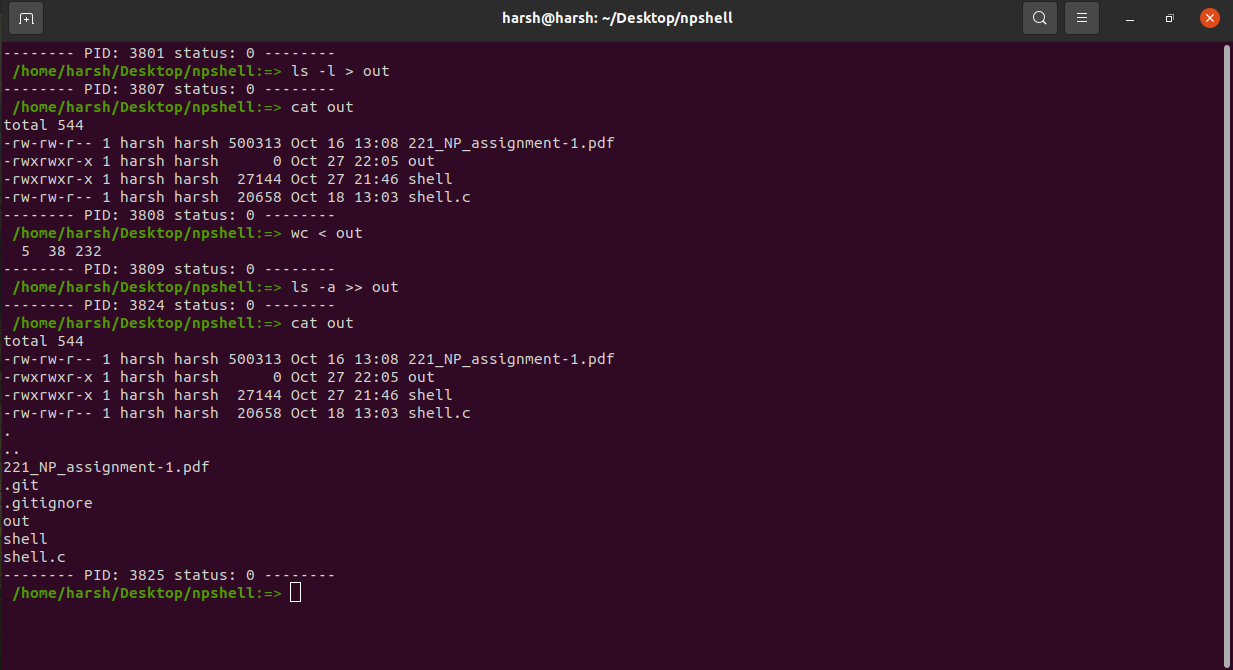 harsh@harsh: ~/Desktop/npshell
-------- PID: 3801 status: 0 --------
/home/harsh/Desktop/npshell:=> ls -l > out
-------- PID: 3807 status: 0 --------
/home/harsh/Desktop/npshell:=> cat out
total 544
-rw-rw-r-- 1 harsh harsh 500313 Oct 16 13:08 221_NP_assignment-1.pdf
-rwxrwxr-x 1 harsh harsh      0 Oct 27 22:05 out
-rwxrwxr-x 1 harsh harsh  27144 Oct 27 21:46 shell
-rw-rw-r-- 1 harsh harsh  20658 Oct 18 13:03 shell.c
-------- PID: 3808 status: 0 --------
/home/harsh/Desktop/npshell:=> wc < out
  5  38 232
-------- PID: 3809 status: 0 --------
/home/harsh/Desktop/npshell:=> ls -a >> out
-------- PID: 3824 status: 0 --------
/home/harsh/Desktop/npshell:=> cat out
total 544
-rw-rw-r-- 1 harsh harsh 500313 Oct 16 13:08 221_NP_assignment-1.pdf
-rwxrwxr-x 1 harsh harsh      0 Oct 27 22:05 out
-rwxrwxr-x 1 harsh harsh  27144 Oct 27 21:46 shell
-rw-rw-r-- 1 harsh harsh  20658 Oct 18 13:03 shell.c
.
..
221_NP_assignment-1.pdf
.git
.gitignore
out
shell
shell.c
-------- PID: 3825 status: 0 --------
/home/harsh/Desktop/npshell:=>